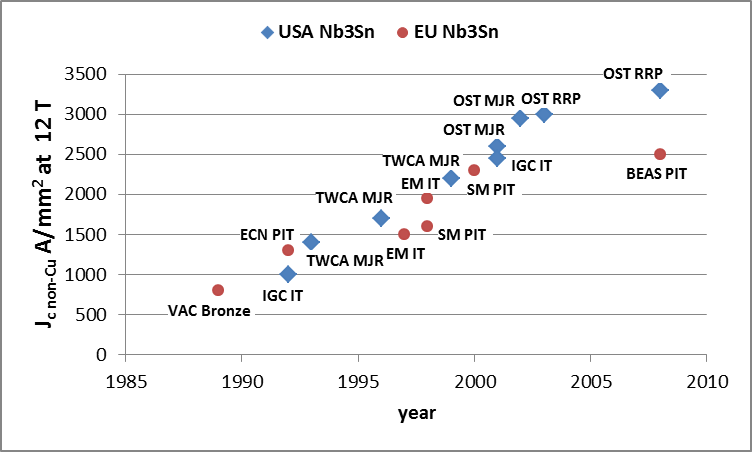 USA Nb3Sn EU Nb3Sn
J_c non-Cu A/mm² at 12 T
3500
3000
2500
2000
1500
1000
500
0
OST RRP
OST MJR OST RRP
OST MJR
TWCA MJR IGC IT
BEAS PIT
EM IT SM PIT
TWCA MJR
ECN PIT SM PIT
TWCA MJR EM IT
IGC IT
VAC Bronze
1985 1990 1995 2000 2005 2010
year